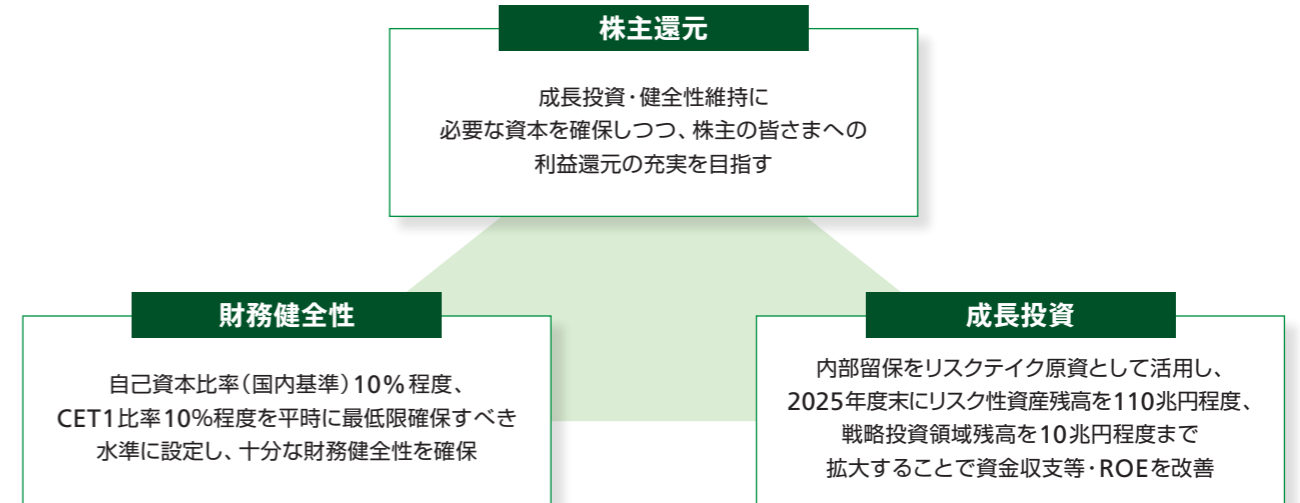 株主還元
成長投資・健全性維持に
必要な資本を確保しつつ、株主の皆さまへの
利益還元の充実を目指す
財務健全性
自己資本比率（国内基準）10％程度、
CET1比率10％程度を平時に最低限確保すべき
水準に設定し、十分な財務健全性を確保
成長投資
内部留保をリスクテイク原資として活用し、
2025年度末にリスク性資産残高を110兆円程度、
戦略投資領域残高を10兆円程度まで
拡大することで資金収支等・ROEを改善